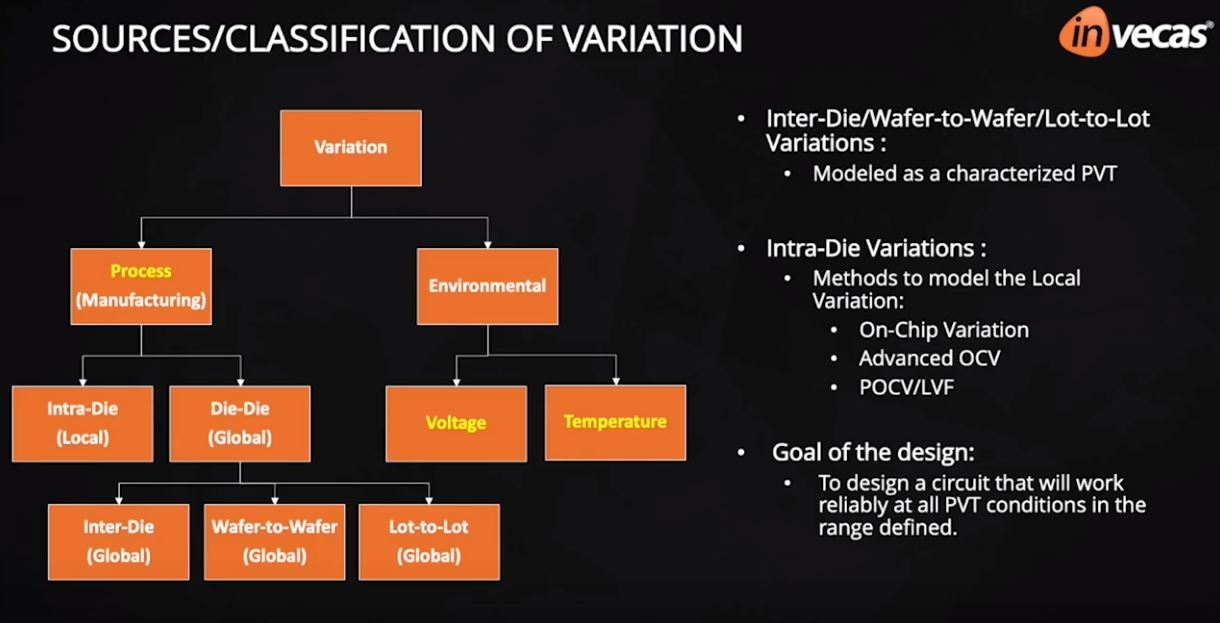 SOURCES/CLASSIFICATION OF VARIATION
invecas®
Variation
Process
(Manufacturing)
Environmental
Intra-Die
(Local)
Die-Die
(Global)
Voltage
Temperature
Inter-Die
(Global)
Wafer-to-Wafer
(Global)
Lot-to-Lot
(Global)
• Inter-Die/Wafer-to-Wafer/Lot-to-Lot
Variations :
• Modeled as a characterized PVT
• Intra-Die Variations :
• Methods to model the Local
Variation:
• On-Chip Variation
• Advanced OCV
• POCV/LVF
• Goal of the design:
• To design a circuit that will work
reliably at all PVT conditions in the
range defined.